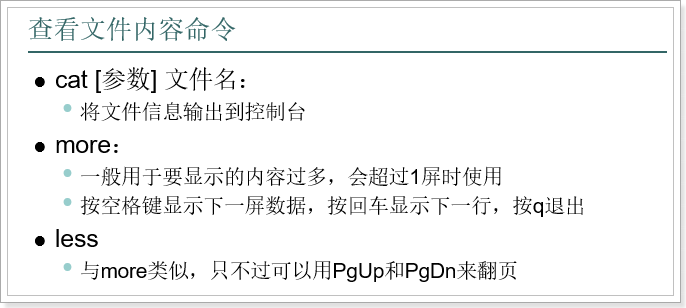 查看文件内容命令
cat [参数] 文件名：
将文件信息输出到控制台
more：
一般用于要显示的内容过多，会超过1屏时使用
按空格键显示下一屏数据，按回车显示下一行，按q退出
less
与more类似，只不过可以用PgUp和PgDn来翻页